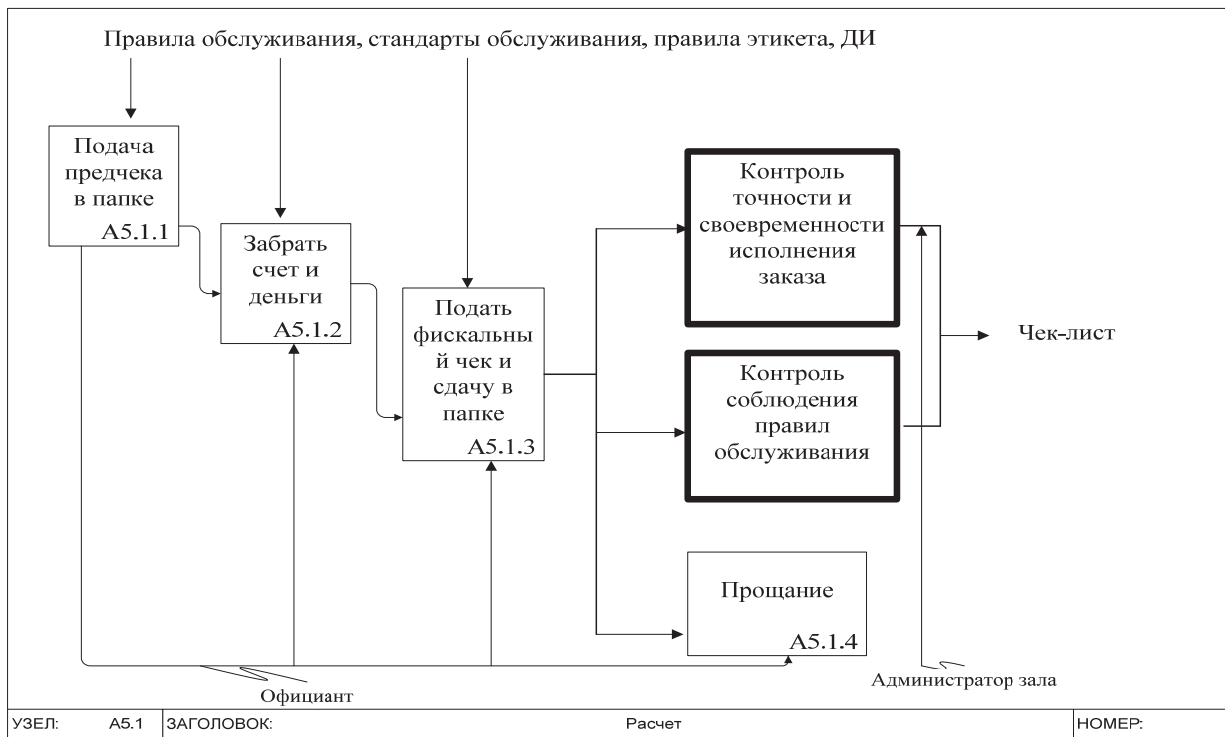 Правила обслуживания, стандарты обслуживания, правила этикета, ДИ
Подача
предчека
в папке
А5.1.1
Забрать
счет и
деньги
А5.1.2
Подать
фискальны
й чек и
сдачу в
папке
А5.1.3
Контроль
точности и
своевременности
исполнения
заказа
Контроль
соблюдения
правил
обслуживания
Прощание
А5.1.4
Чек-лист
Официант
Администратор зала
УЗЕЛ: А5.1 ЗАГОЛОВОК: Расчет НОМЕР: